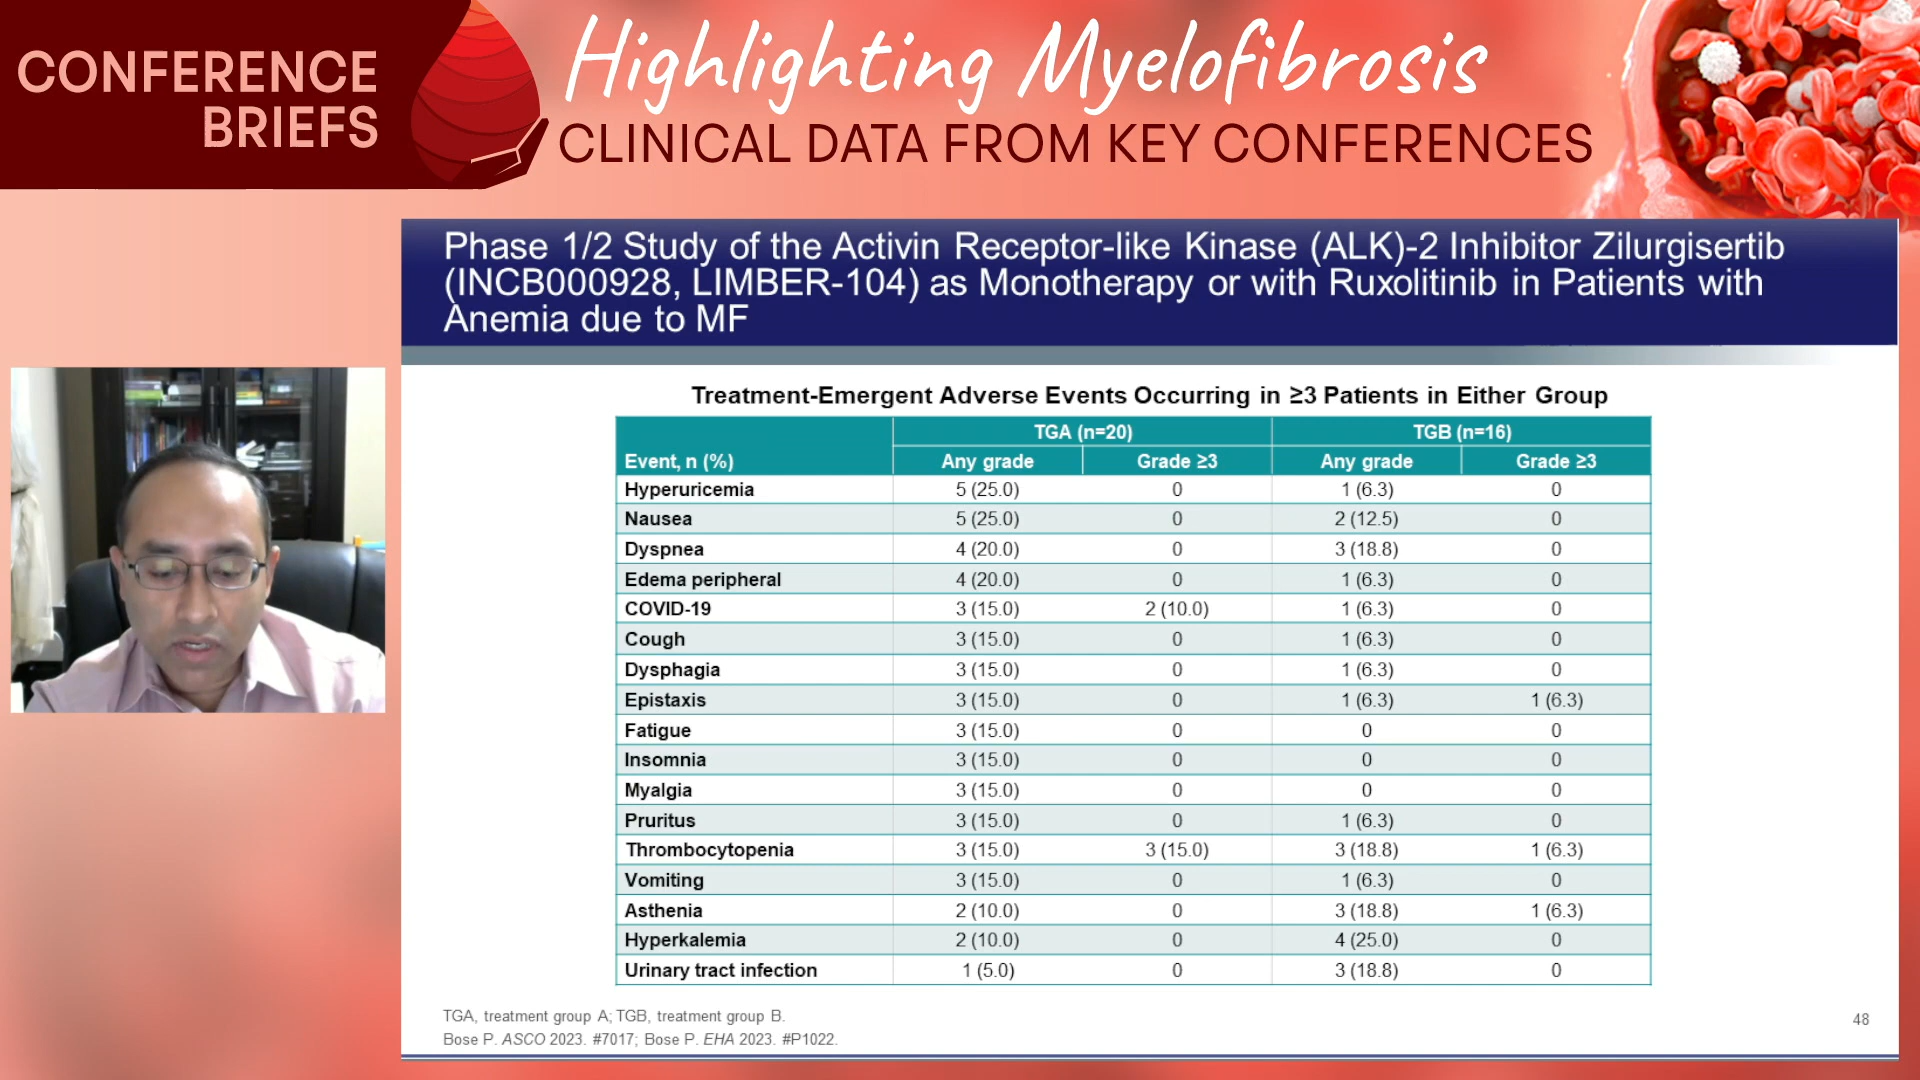 CONFERENCE
BRIEFS
Highlighting Myelofibrosis
CLINICAL DATA FROM KEY CONFERENCES
Phase 1/2 Study of the Activin Receptor-like Kinase (ALK)-2 Inhibitor Zilurgisertib
(INCB000928, LIMBER-104) as Monotherapy or with Ruxolitinib in Patients with
Anemia due to MF
Treatment-Emergent Adverse Events Occurring in ≥3 Patients in Either Group
TGA (n=20) TGB (n=16)
Event, n (%) Any grade Grade ≥3 Any grade Grade ≥3
Hyperuricemia 5 (25.0) 0 1 (6.3) 0
Nausea 5 (25.0) 0 2 (12.5) 0
Dyspnea 4 (20.0) 0 3 (18.8) 0
Edema peripheral 4 (20.0) 0 1 (6.3) 0
COVID-19 3 (15.0) 2 (10.0) 1 (6.3) 0
Cough 3 (15.0) 0 1 (6.3) 0
Dysphagia 3 (15.0) 0 1 (6.3) 0
Epistaxis 3 (15.0) 0 1 (6.3) 1 (6.3)
Fatigue 3 (15.0) 0 0 0
Insomnia 3 (15.0) 0 0 0
Myalgia 3 (15.0) 0 0 0
Pruritus 3 (15.0) 0 1 (6.3) 0
Thrombocytopenia 3 (15.0) 3 (15.0) 3 (18.8) 1 (6.3)
Vomiting 3 (15.0) 0 1 (6.3) 0
Asthenia 2 (10.0) 0 3 (18.8) 1 (6.3)
Hyperkalemia 2 (10.0) 0 4 (25.0) 0
Urinary tract infection 1 (5.0) 0 3 (18.8) 0
TGA, treatment group A; TGB, treatment group B.
Bose P. ASCO 2023. #7017; Bose P. EHA 2023. #P1022.
48